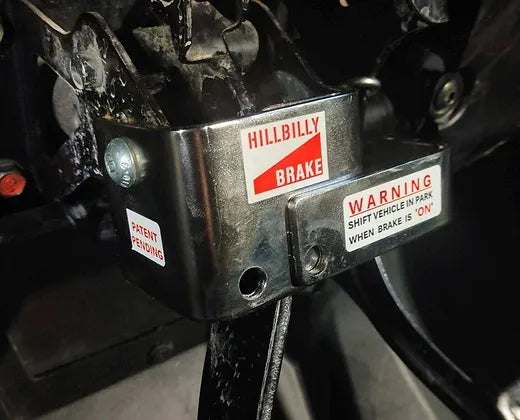 HILLBILLY
BRAKE
WARNING
SHIFT VEHICLE IN PARK
WHEN BRAKE IS "ON"
PATENT
PENDING